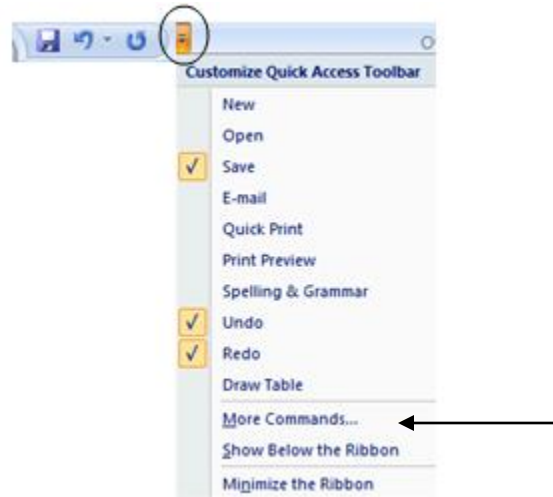 Customize Quick Access Toolbar
New
Open
Save
E-mail
Quick Print
Print Preview
Spelling & Grammar
Undo
Redo
Draw Table
More Commands...
Show Below the Ribbon
Minimize the Ribbon